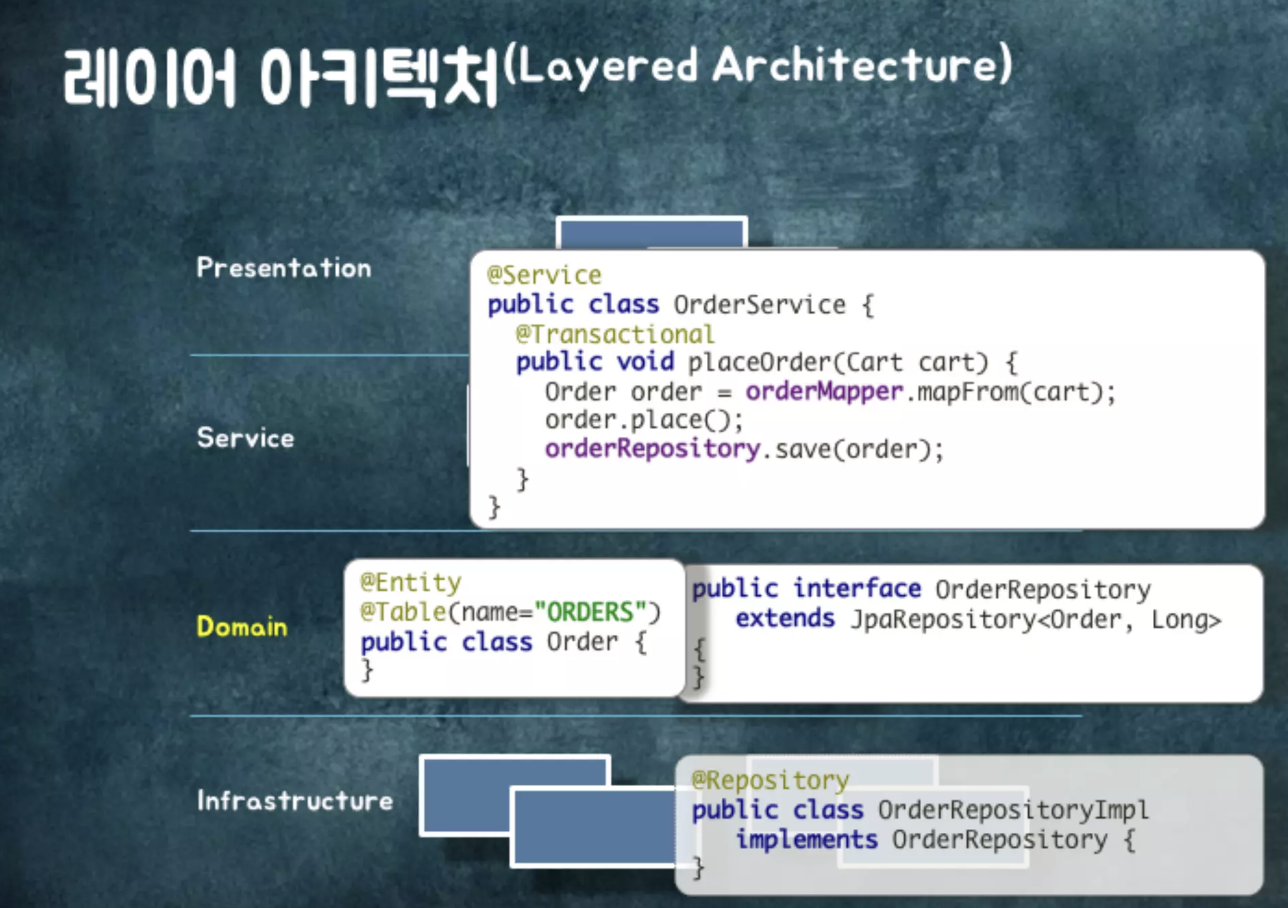 레이어 아키텍처(Layered Architecture)
Presentation
@Service
public class OrderService {
@Transactional
public void placeOrder(Cart cart) {
Order order = orderMapper.mapFrom(cart);
order.place();
orderRepository.save(order);
}
}
Service
Domain
@Entity
@Table(name="ORDERS")
public class Order {
}
public interface OrderRepository
extends JpaRepository<Order, Long>
{
}
Infrastructure
@Repository
public class OrderRepositoryImpl
implements OrderRepository {
}